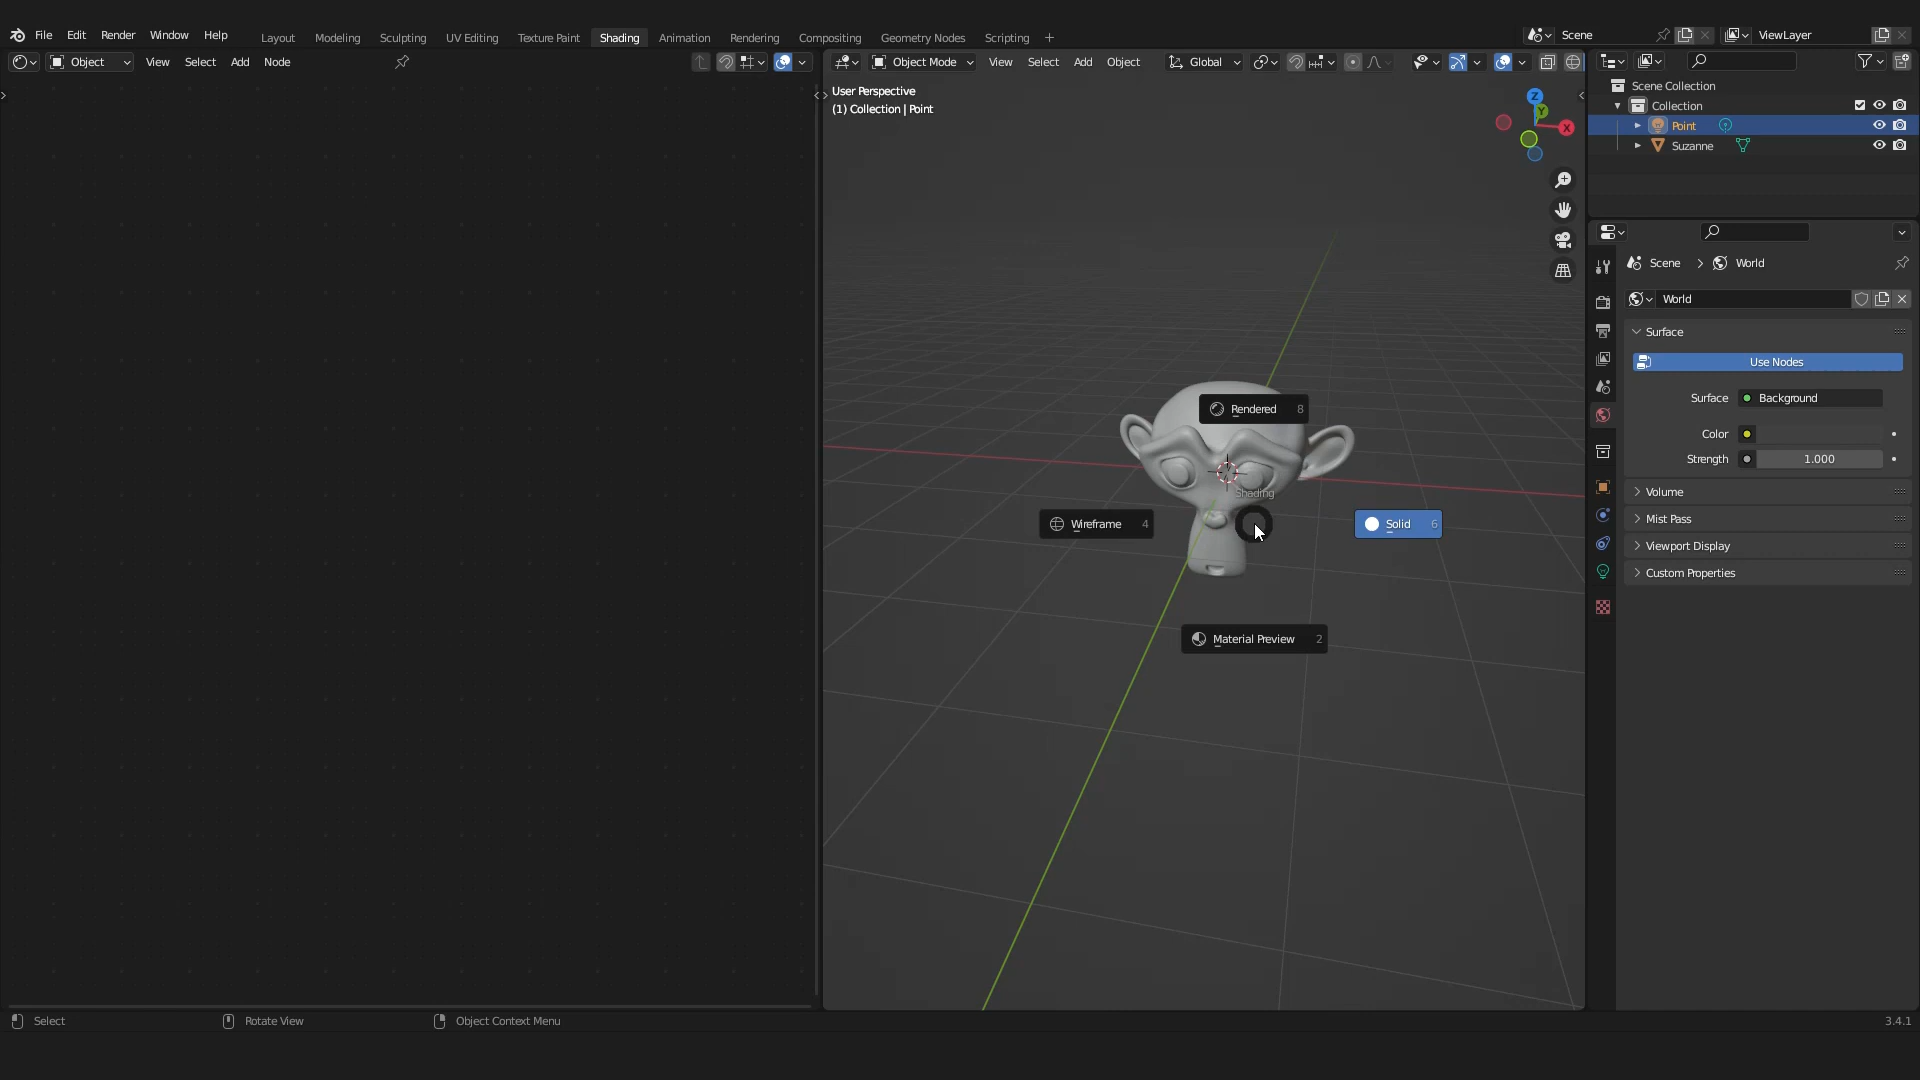 File Edit Render Window Help Layout Modeling Sculpting UV Editing Texture Paint Shading Animation Rendering Compositing Geometry Nodes Scripting + Scene ViewLayer
Object View Select Add Node
Object Mode View Select Add Object Global
User Perspective
(1) Collection | Point
Z
Y
X
Scene Collection
Collection
Point
Suzanne
Scene > World
World
Surface
Use Nodes
Surface Background
Color
Strength 1.000
Volume
Mist Pass
Viewport Display
Custom Properties
Rendered 8
Shading
Wireframe 4
Solid 6
Material Preview 2
Select Rotate View Object Context Menu 3.4.1